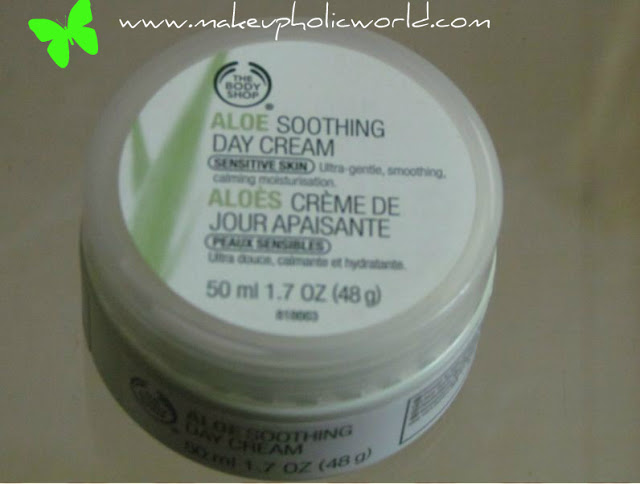 www.makeupholicworld.com
THE
BODY
SHOP
®
ALOE SOOTHING
DAY CREAM
SENSITIVE SKIN Ultra-gentle, smoothing,
calming moisturisation.
ALOÈS CRÈME DE
JOUR APAISANTE
PEAUX SENSIBLES
Ultra douce, calmante et hydratante.
50 ml 1.7 OZ (48 g)
818663
ALOE SOOTHING
DAY CREAM
50 ml 1.7 OZ (48 g)